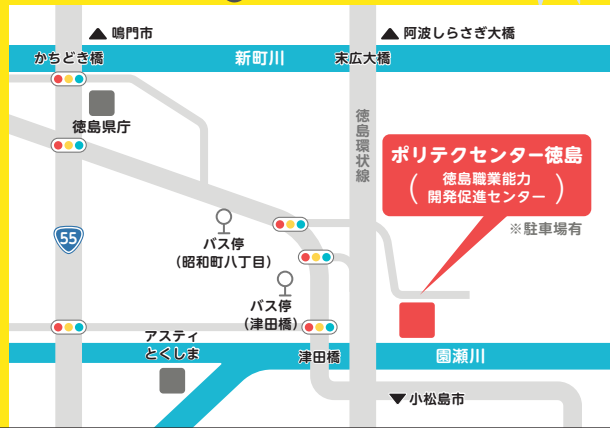 鳴門市
阿波しらさぎ大橋
かちどき橋
新町川
末広大橋
徳島県庁
徳島環状線
ポリテクセンター徳島
(徳島職業能力
開発促進センター)
※駐車場有
55
バス停
(昭和町八丁目)
バス停
(津田橋)
アスティ
とくしま
津田橋
園瀬川
小松島市